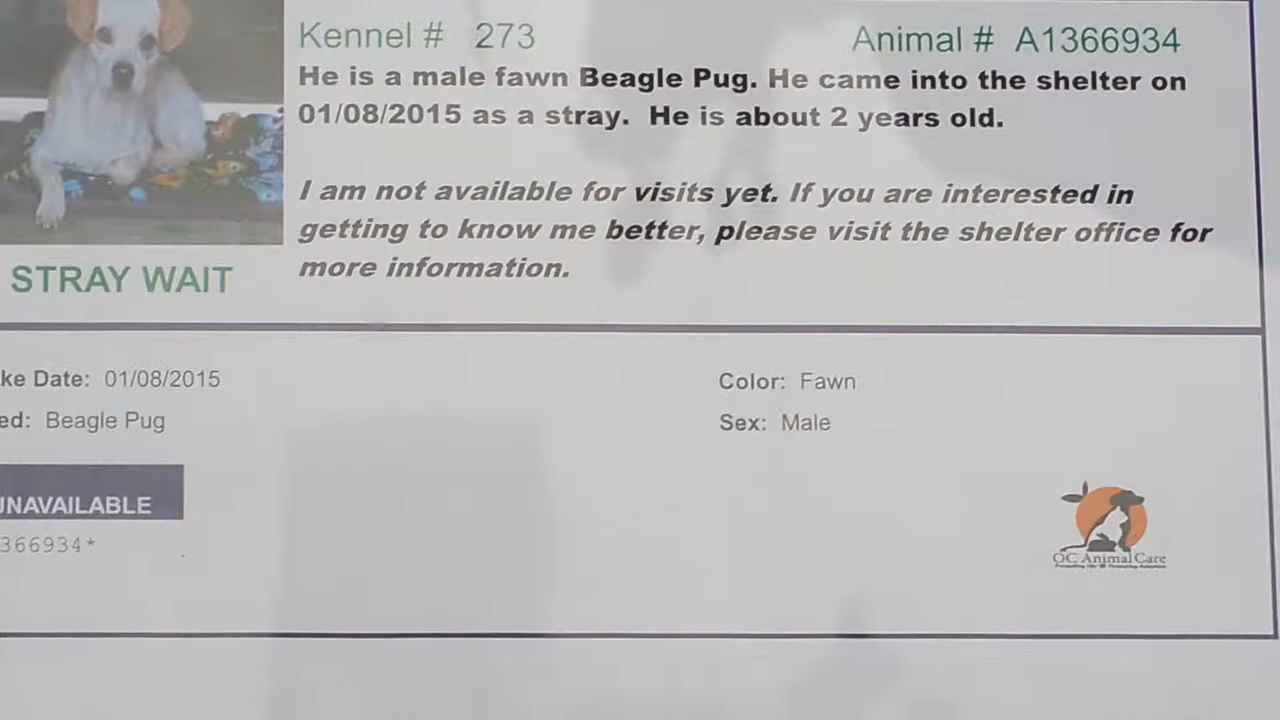 Kennel # 273 Animal # A1366934
He is a male fawn Beagle Pug. He came into the shelter on
01/08/2015 as a stray. He is about 2 years old.
I am not available for visits yet. If you are interested in
getting to know me better, please visit the shelter office for
more information.
STRAY WAIT
ke Date: 01/08/2015
Color: Fawn
ed: Beagle Pug
Sex: Male
UNAVAILABLE
366934*
OC Animal Care